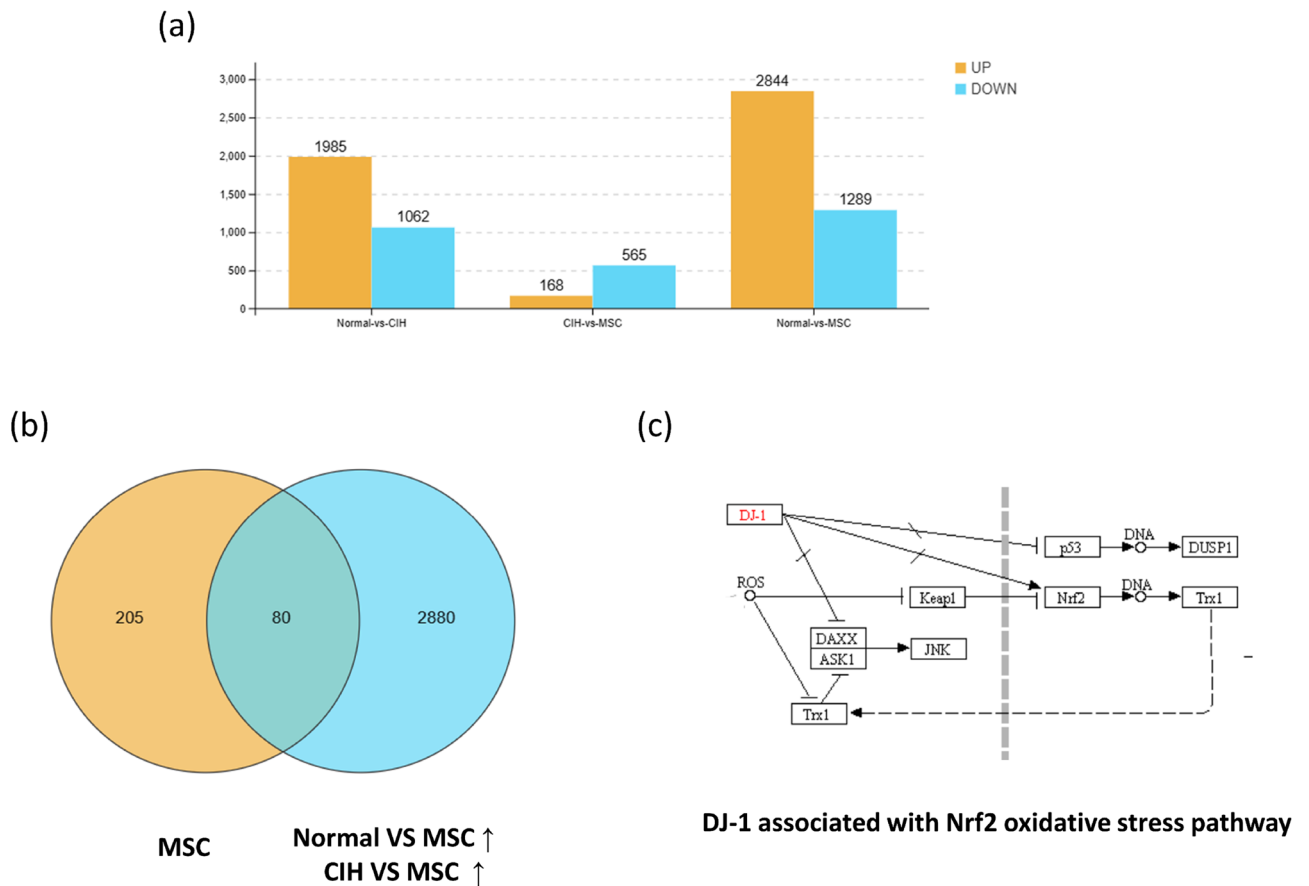 (a)
UP
DOWN
3,000
2,500
2,000
1,500
1,000
500
0
1985
1062
168
565
2844
1289
Normal-vs-CIH
CIH-vs-MSC
Normal-vs-MSC
(b)
205
80
2880
MSC
Normal VS MSC ↑
CIH VS MSC ↑
(c)
DJ-1
p53
DNA
DUSP1
ROS
Keap1
Nrf2
DNA
Trx1
DAXX
ASK1
JNK
Trx1
DJ-1 associated with Nrf2 oxidative stress pathway